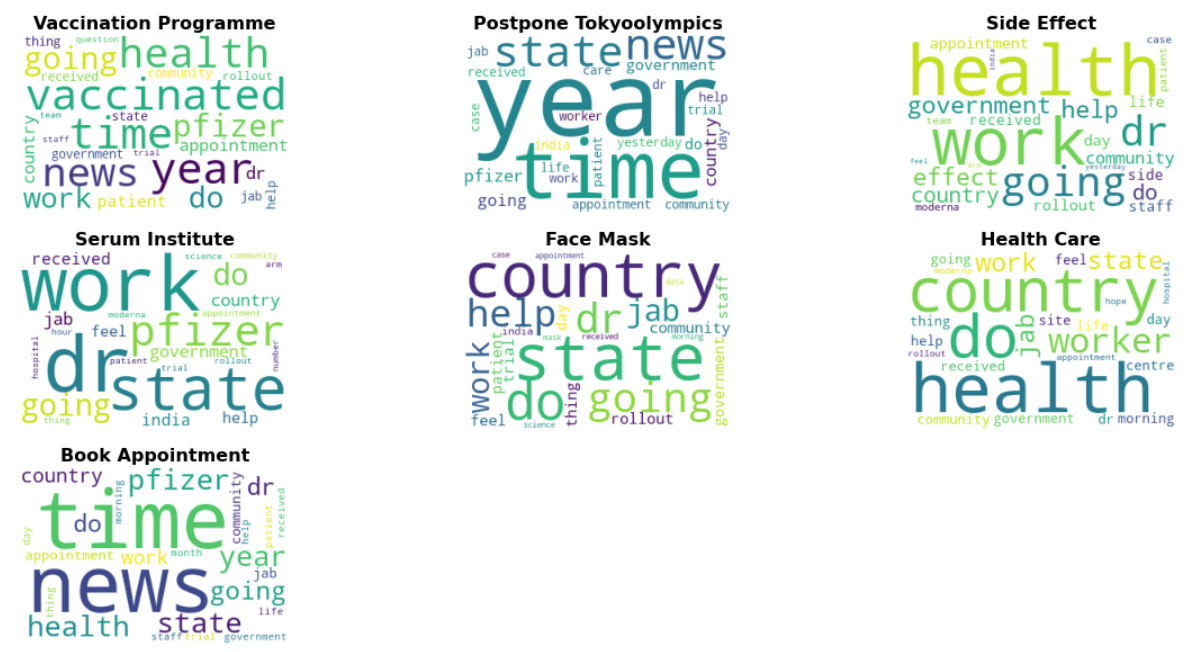 Vaccination Programme
thing question
going health
received community rollout
vaccinated
team state
time pfizer
staff appointment
country
government trial
news year dr
work patient do jab help
Postpone Tokyoolympics
jab state news
received care government
year
dr help
case worker trial
india yesterday do
time
life
pfizer work patient country day
going appointment community
Side Effect
appointment case
health
india patient
government help life
team received
work day dr
feel community
arm yesterday
effect going side
country do
moderna rollout staff
Serum Institute
received science community
work do arm
country
jab moderna appointment
hour feel pfizer
dr government
hospital patient trial rollout number
state
going
thing india help
Face Mask
case appointment
country
data
help day dr jab staff
india community
mask received morning
work patient trial state
do thing going government
feel science rollout
Health Care
going work feel state
moderna
country hospital
hope
thing jab site life day
help do worker
rollout appointment
received centre
health
community government dr morning
Book Appointment
country pfizer dr
morning
time community
do help patient received
day
appointment work month year
news jab
thing going
life
health state
staff trial government